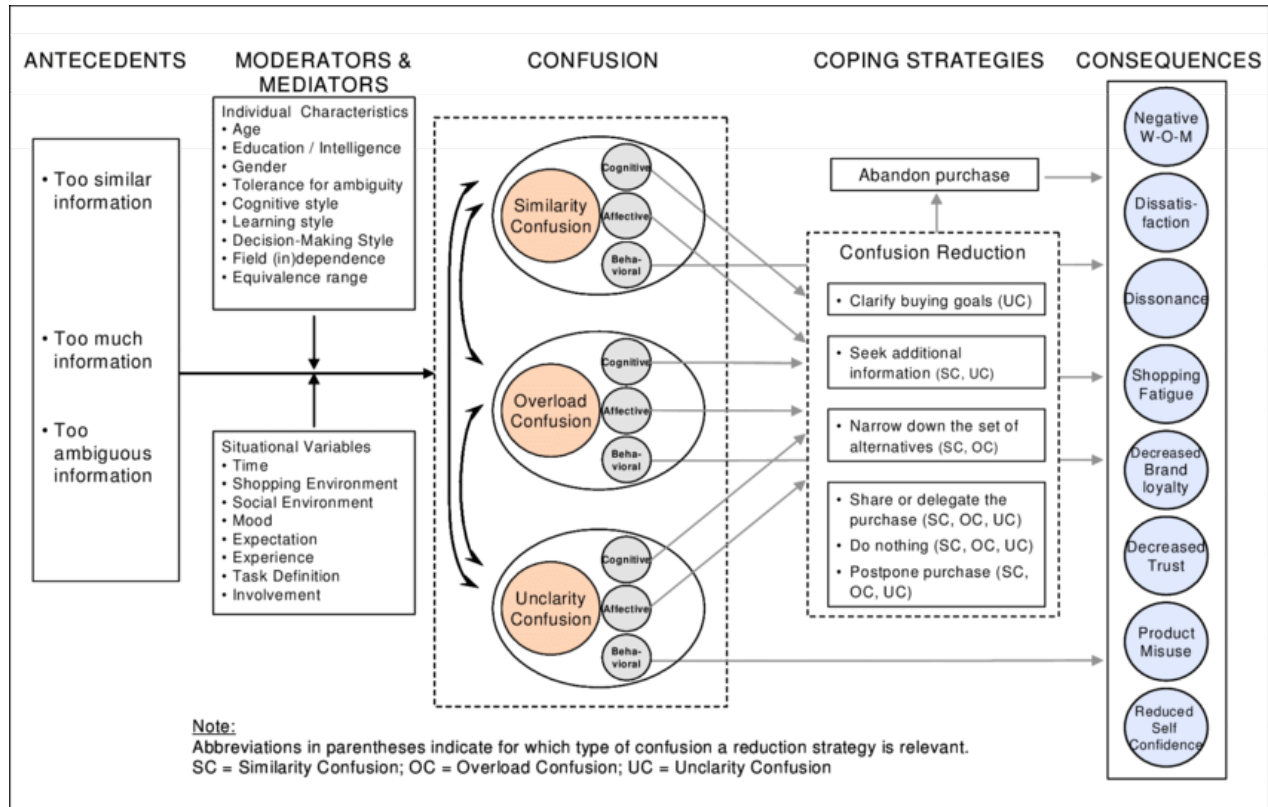 ANTECEDENTS
MODERATORS &
MEDIATORS
CONFUSION
COPING STRATEGIES
CONSEQUENCES
• Too similar
information
• Too much
information
• Too
ambiguous
information
Individual Characteristics
• Age
• Education / Intelligence
• Gender
• Tolerance for ambiguity
• Cognitive style
• Learning style
• Decision-Making Style
• Field (in)dependence
• Equivalence range
Situational Variables
• Time
• Shopping Environment
• Social Environment
• Mood
• Expectation
• Experience
• Task Definition
• Involvement
Similarity
Confusion
Cognitive
Affective
Beha-
vioral
Overload
Confusion
Cognitive
Affective
Beha-
vioral
Unclarity
Confusion
Cognitive
Affective
Beha-
vioral
Abandon purchase
Confusion Reduction
• Clarify buying goals (UC)
• Seek additional
information (SC, UC)
• Narrow down the set of
alternatives (SC, OC)
• Share or delegate the
purchase (SC, OC, UC)
• Do nothing (SC, OC, UC)
• Postpone purchase (SC,
OC, UC)
Negative
W-O-M
Dissatis-
faction
Dissonance
Shopping
Fatigue
Decreased
Brand
loyalty
Decreased
Trust
Product
Misuse
Reduced
Self
Confidence
Note:
Abbreviations in parentheses indicate for which type of confusion a reduction strategy is relevant.
SC = Similarity Confusion; OC = Overload Confusion; UC = Unclarity Confusion